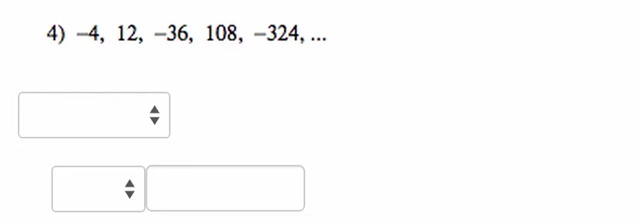 4) –4, 12, –36, 108, –324, ...